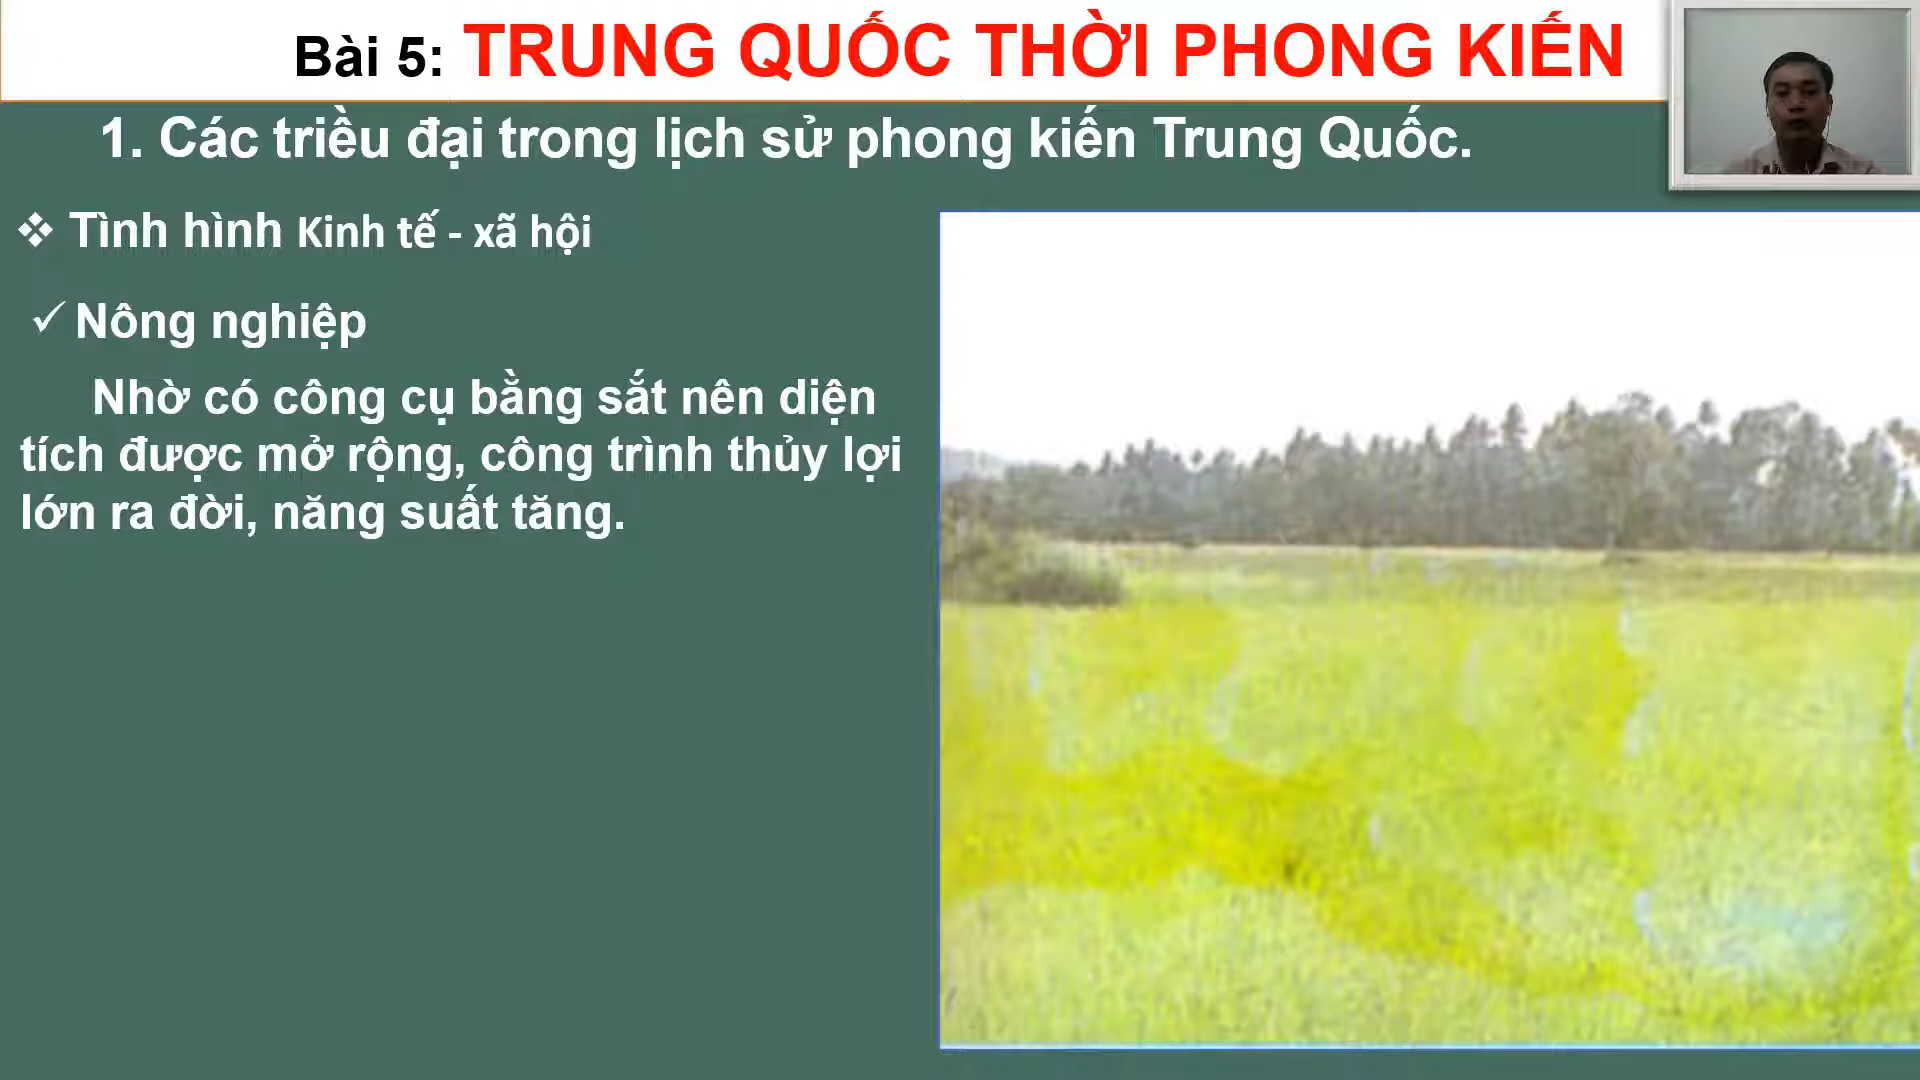 Bài 5: TRUNG QUỐC THỜI PHONG KIẾN
1. Các triều đại trong lịch sử phong kiến Trung Quốc.
❖ Tình hình Kinh tế - xã hội
✓ Nông nghiệp
Nhờ có công cụ bằng sắt nên diện
tích được mở rộng, công trình thủy lợi
lớn ra đời, năng suất tăng.